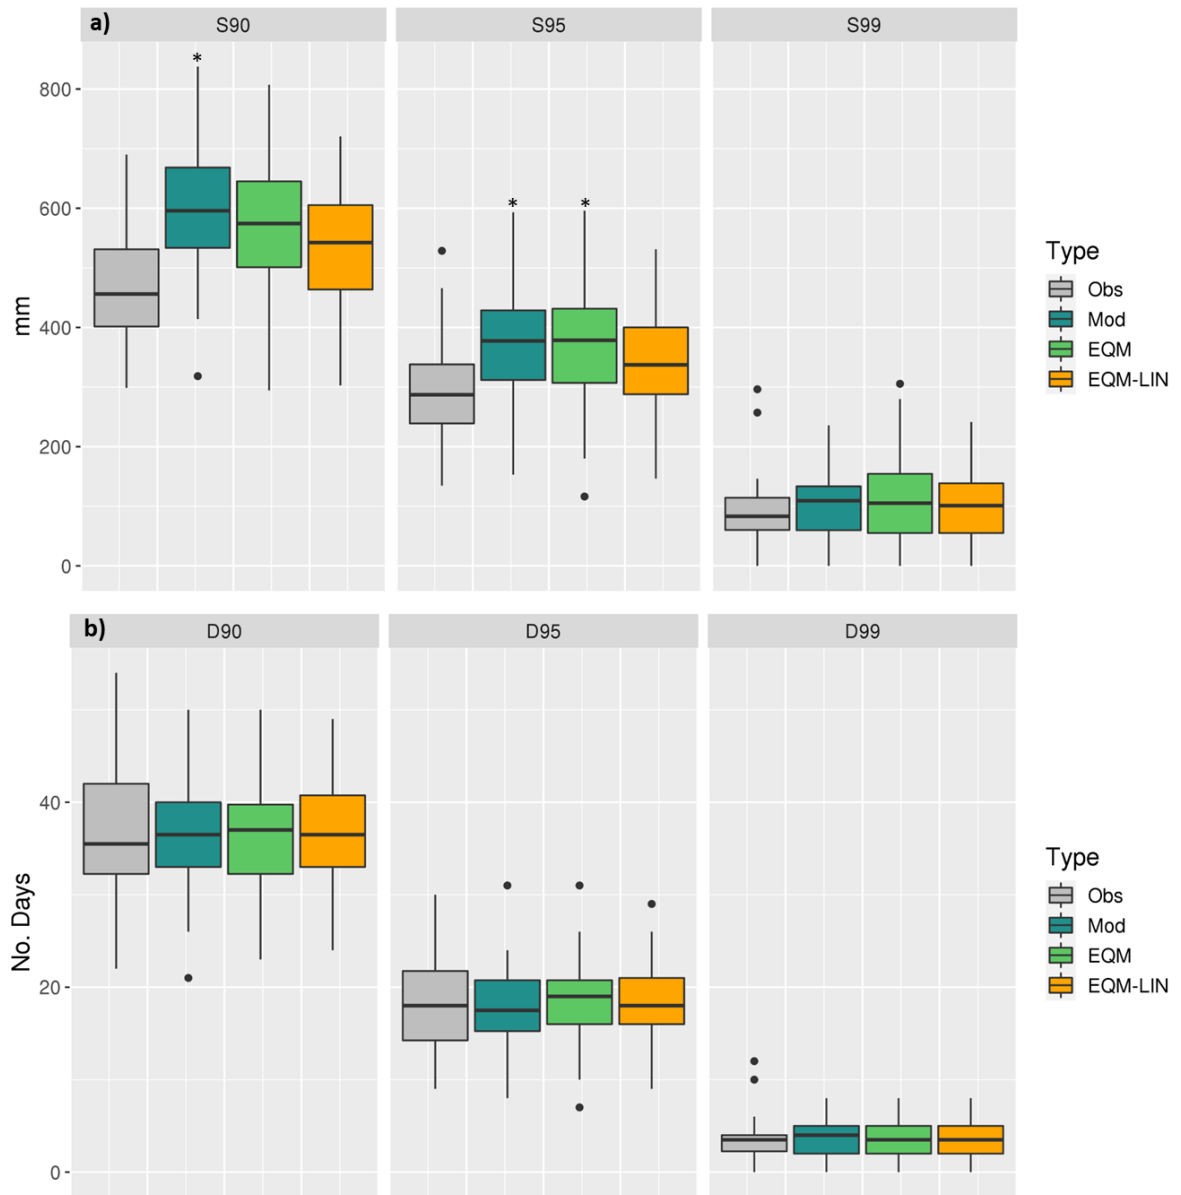 a) S90 S95 S99
*
800
* *
600
mm
400
200
0
Type
Obs
Mod
EQM
EQM-LIN
b) D90 D95 D99
40
No. Days
20
0
Type
Obs
Mod
EQM
EQM-LIN